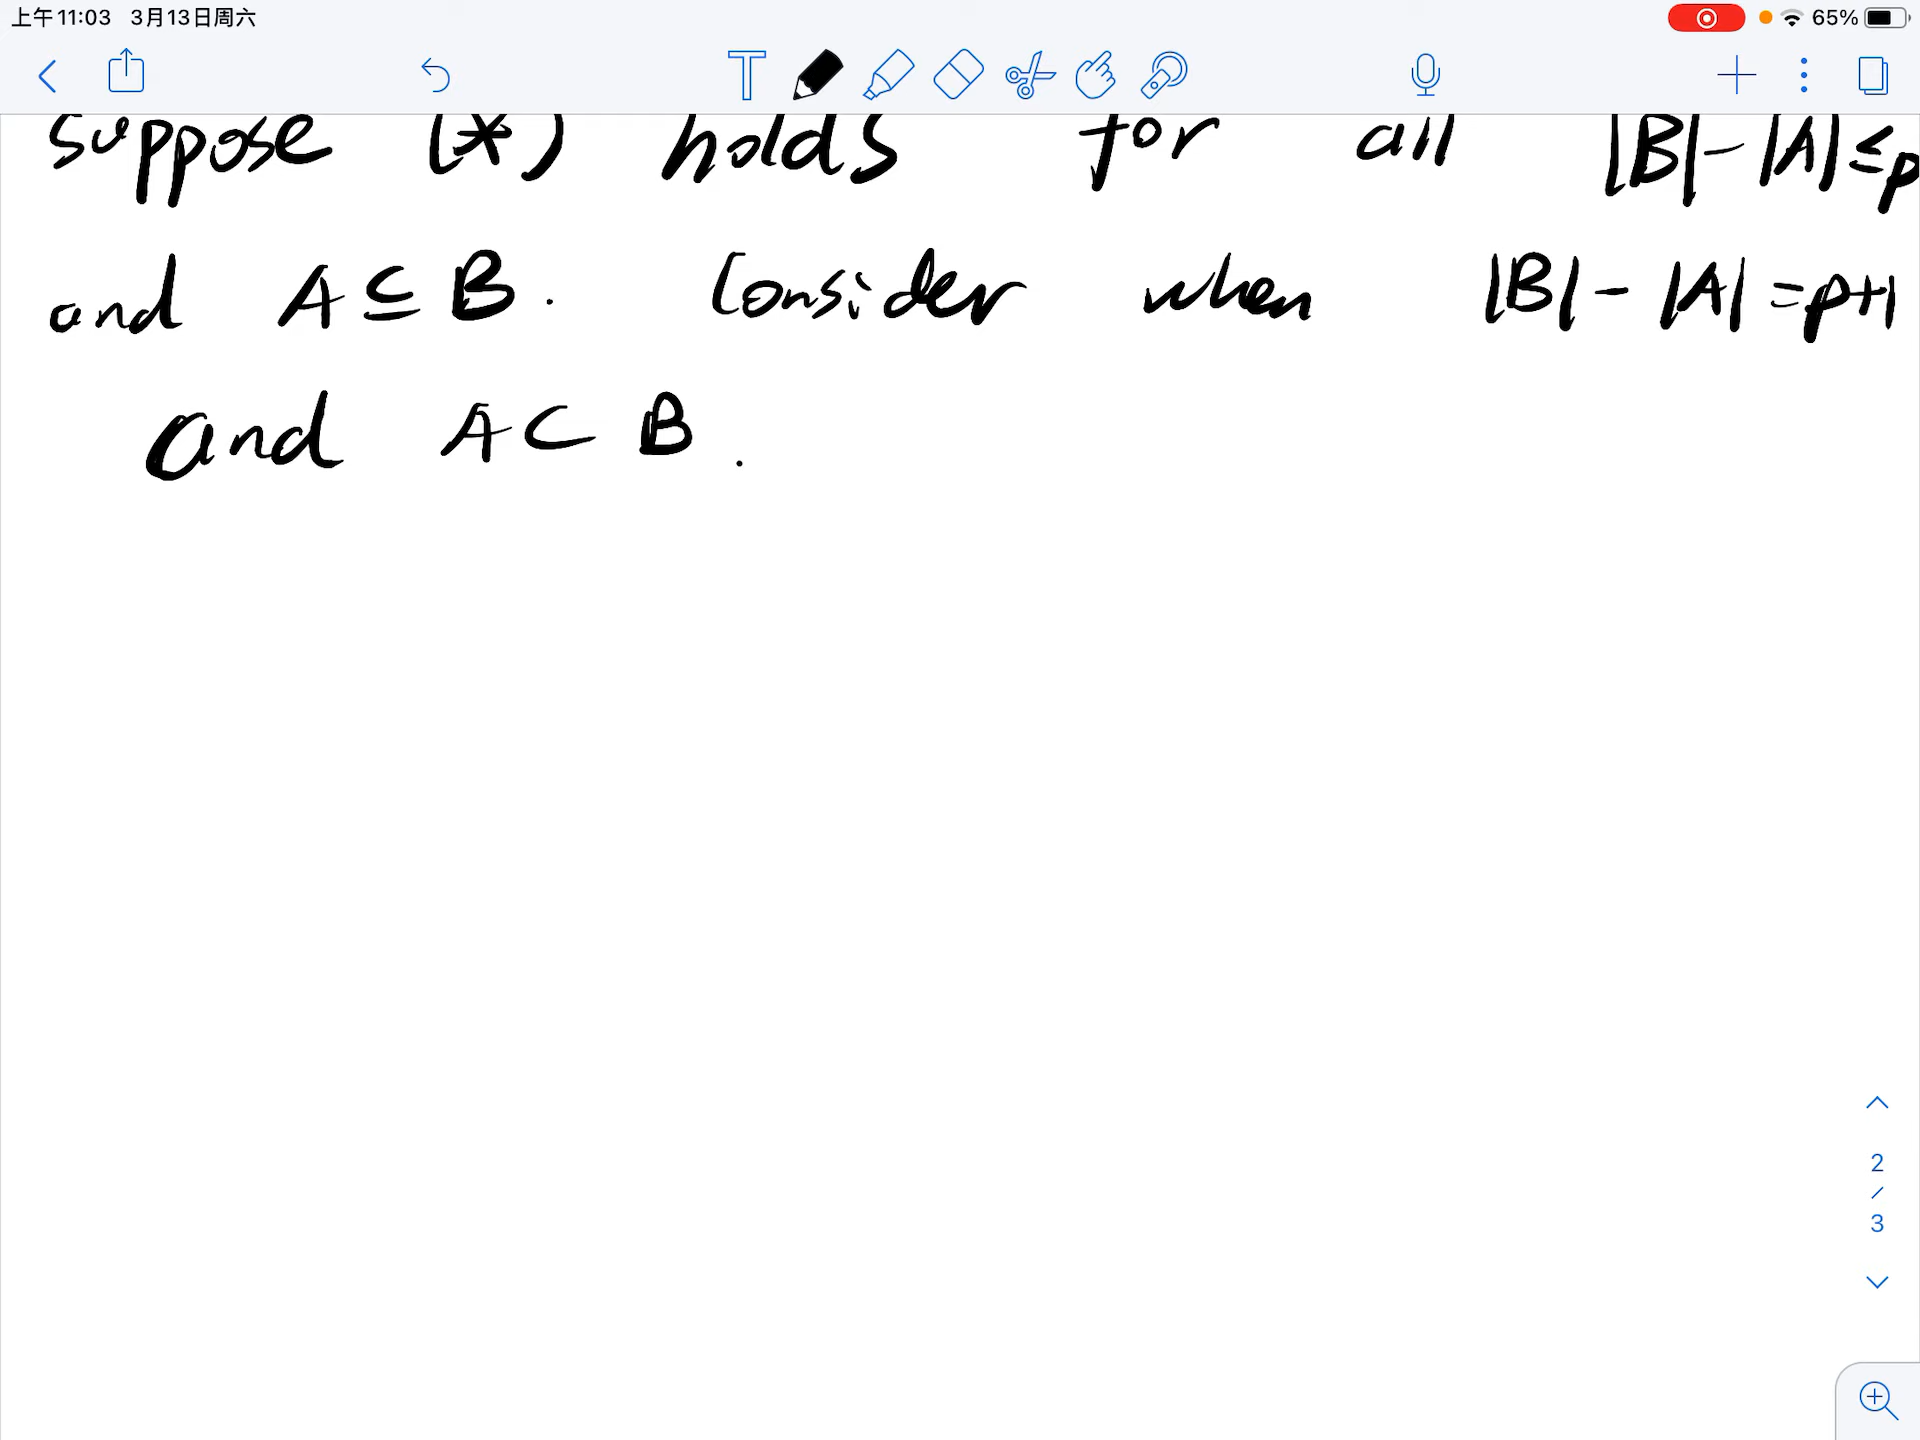 上午11:03 3月13日周六 65%
T
suppose (*) holds for all |B|-|A|≤p
and A⊆B. Consider when |B|-|A|=p+1
and A⊂B.
2
/
3